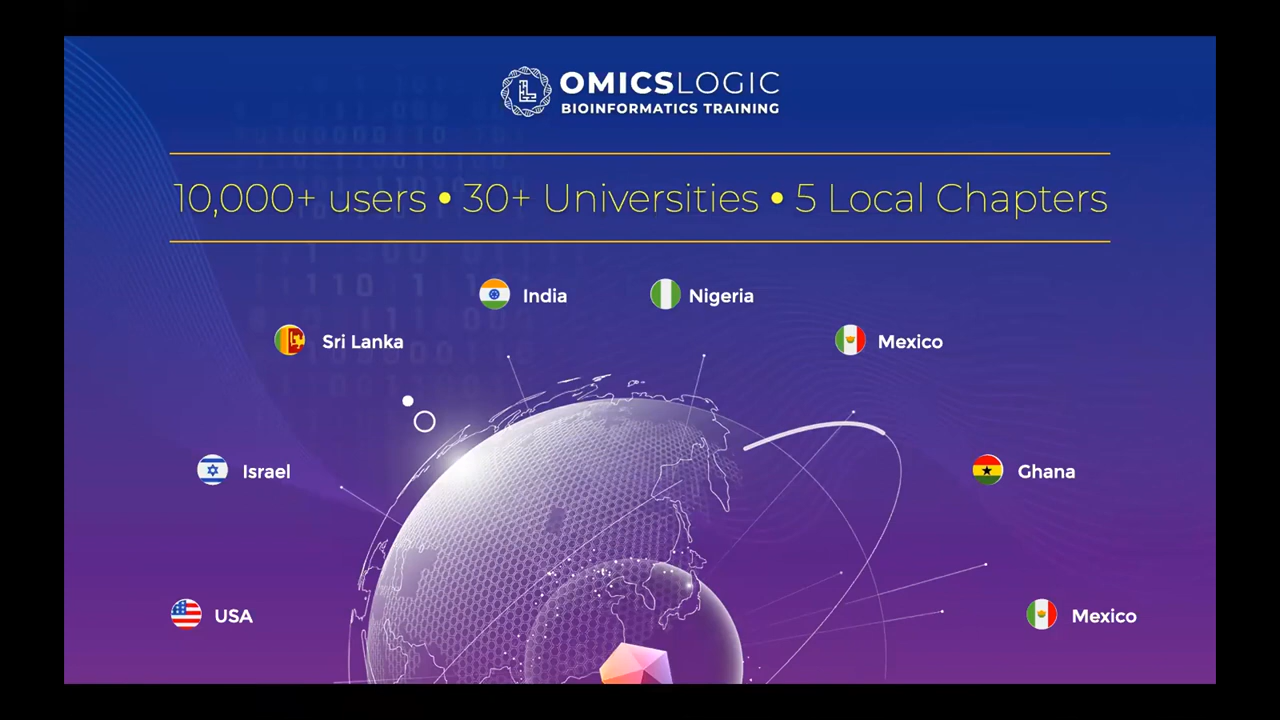 OMICSLOGIC
BIOINFORMATICS TRAINING
10,000+ users • 30+ Universities • 5 Local Chapters
India
Nigeria
Sri Lanka
Mexico
Israel
Ghana
USA
Mexico